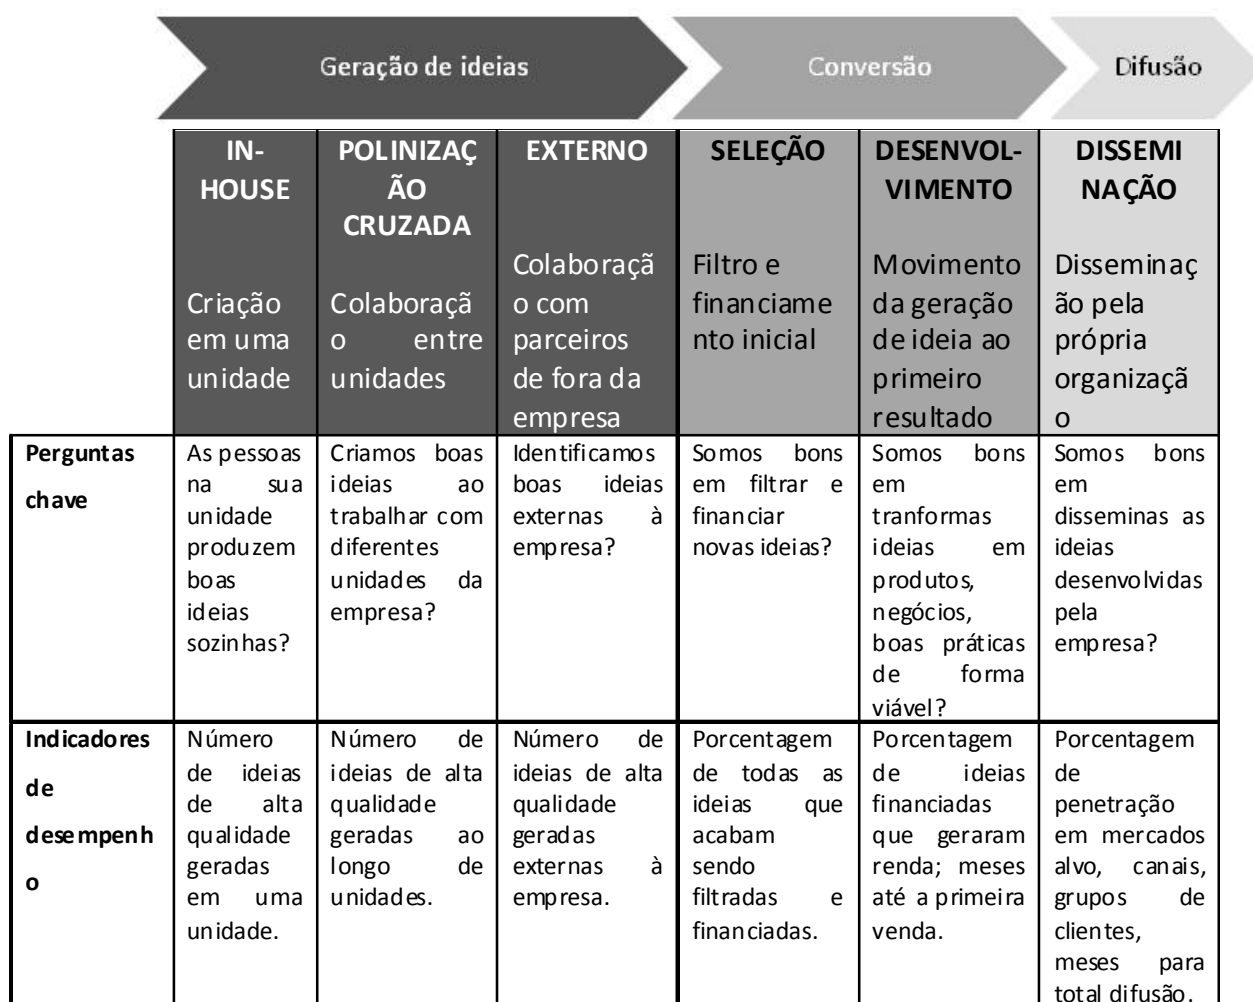 Geração de ideias
Conversão
Difusão
IN-
HOUSE
Criação
em uma
unidade
POLINIZAÇ
ÃO
CRUZADA
Colaboraçã
o entre
unidades
EXTERNO
Colaboraçã
o com
parceiros
de fora da
empresa
SELEÇÃO
Filtro e
financiame
nto inicial
DESENVOL-
VIMENTO
Movimento
da geração
de ideia ao
primeiro
resultado
DISSEMI
NAÇÃO
Disseminaç
ão pela
própria
organizaçã
o
Perguntas
chave
As pessoas
na sua
unidade
produzem
boas
ideias
sozinhas?
Criamos boas
ideias ao
trabalhar com
diferentes
unidades da
empresa?
Identificamos
boas ideias
externas à
empresa?
Somos bons
em filtrar e
financiar
novas ideias?
Somos bons
em
tranformas
ideias em
produtos,
negócios,
boas práticas
de forma
viável?
Somos bons
em
disseminas as
ideias
desenvolvidas
pela
empresa?
Indicadores
de
desempenh
o
Número
de ideias
de alta
qualidade
geradas
em uma
unidade.
Número de
ideias de alta
qualidade
geradas ao
longo de
unidades.
Número de
ideias de alta
qualidade
geradas
externas à
empresa.
Porcentagem
de todas as
ideias que
acabam
sendo
filtradas e
financiadas.
Porcentagem
de ideias
financiadas
que geraram
renda; meses
até a primeira
venda.
Porcentagem
de
penetração
em mercados
alvo, canais,
grupos de
clientes,
meses para
total difusão.